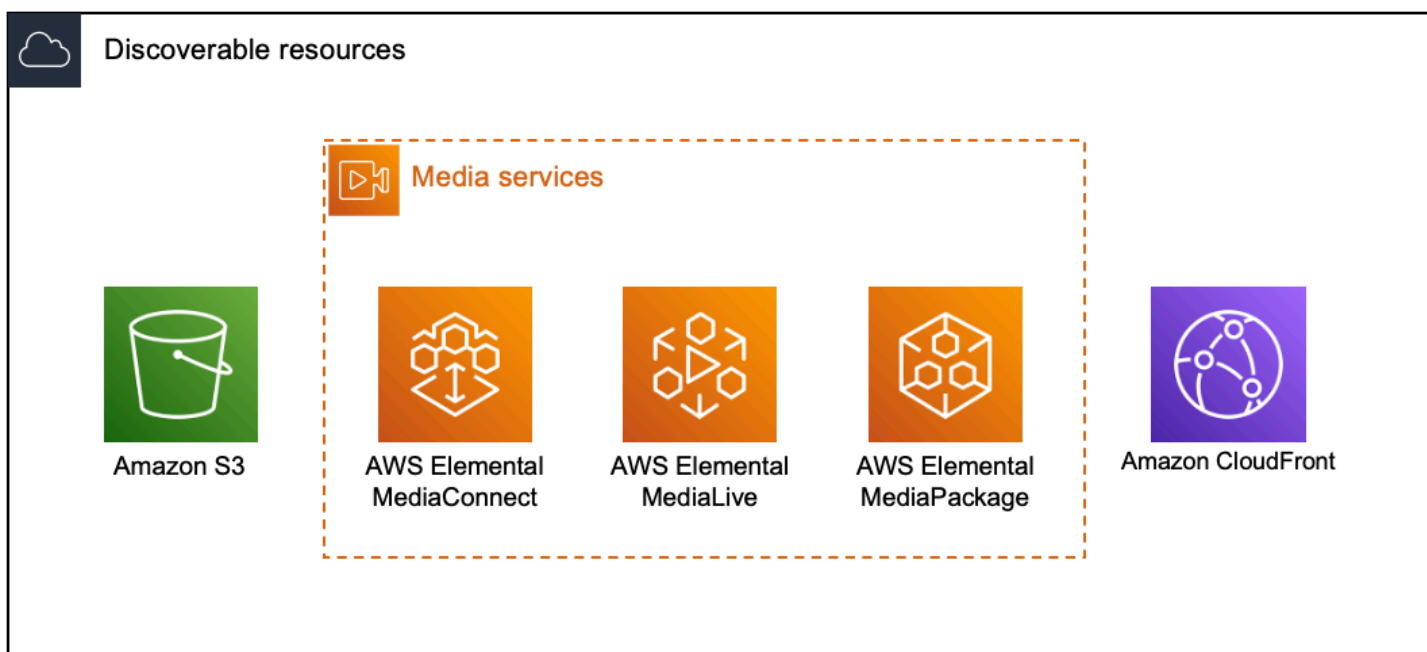 Discoverable resources
Media services
Amazon S3
AWS Elemental
MediaConnect
AWS Elemental
MediaLive
AWS Elemental
MediaPackage
Amazon CloudFront